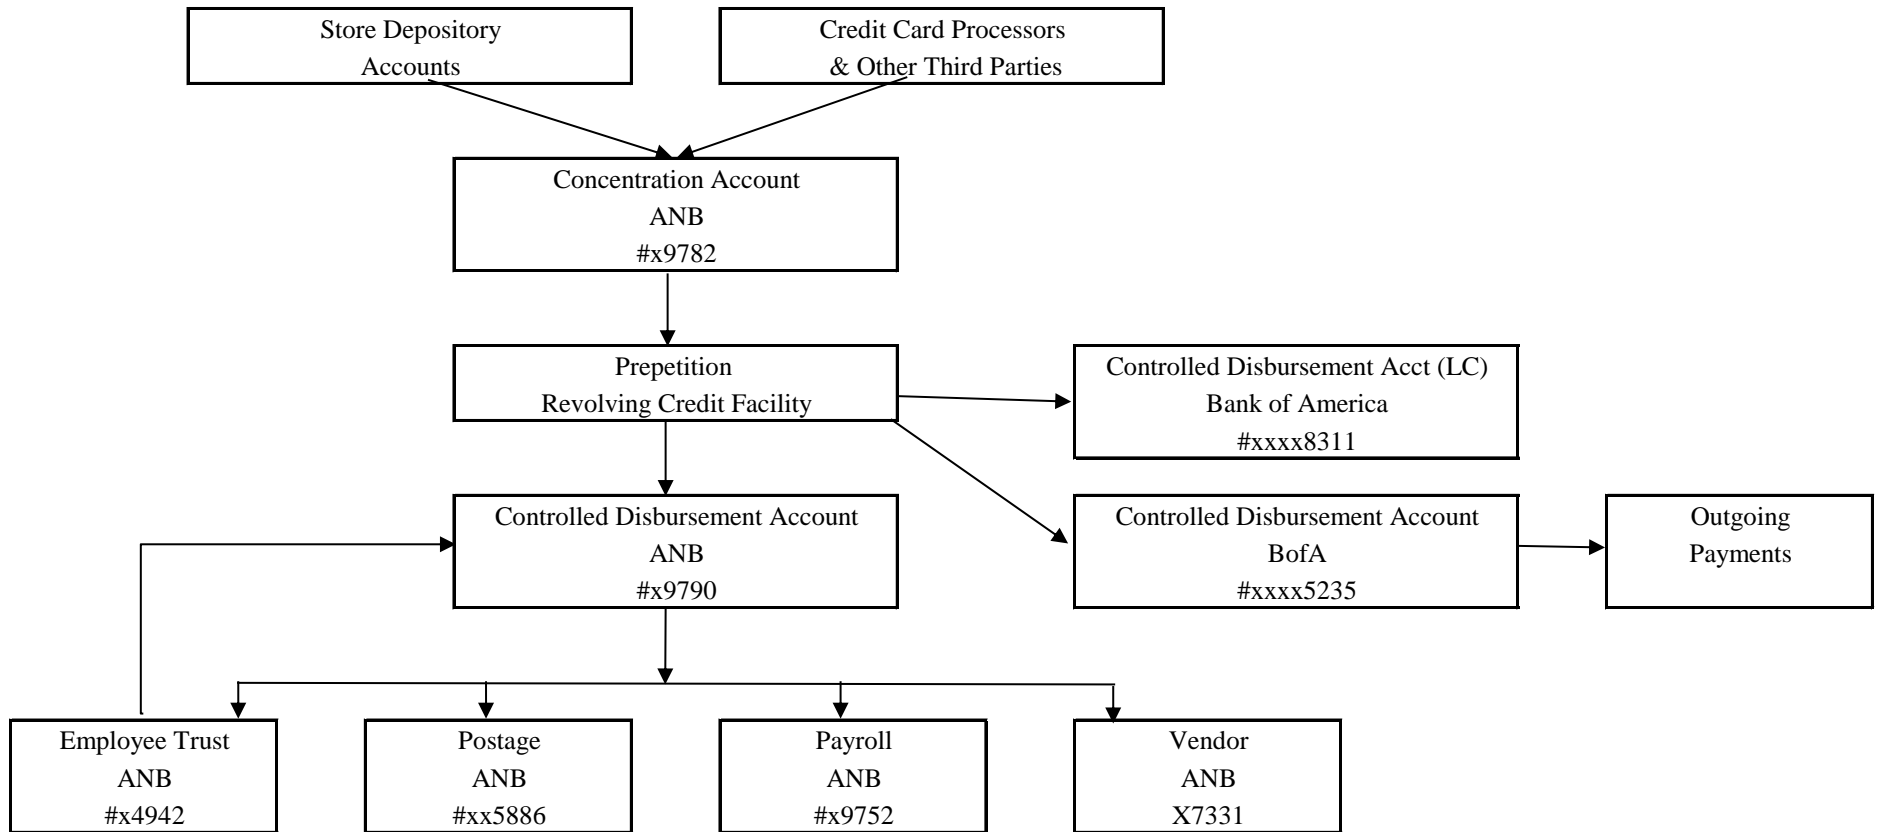 Store Depository
Accounts
Credit Card Processors
& Other Third Parties
Concentration Account
ANB
#x9782
Prepetition
Revolving Credit Facility
Controlled Disbursement Acct (LC)
Bank of America
#xxxx8311
Controlled Disbursement Account
ANB
#x9790
Controlled Disbursement Account
BofA
#xxxx5235
Outgoing
Payments
Employee Trust
ANB
#x4942
Postage
ANB
#xx5886
Payroll
ANB
#x9752
Vendor
ANB
X7331